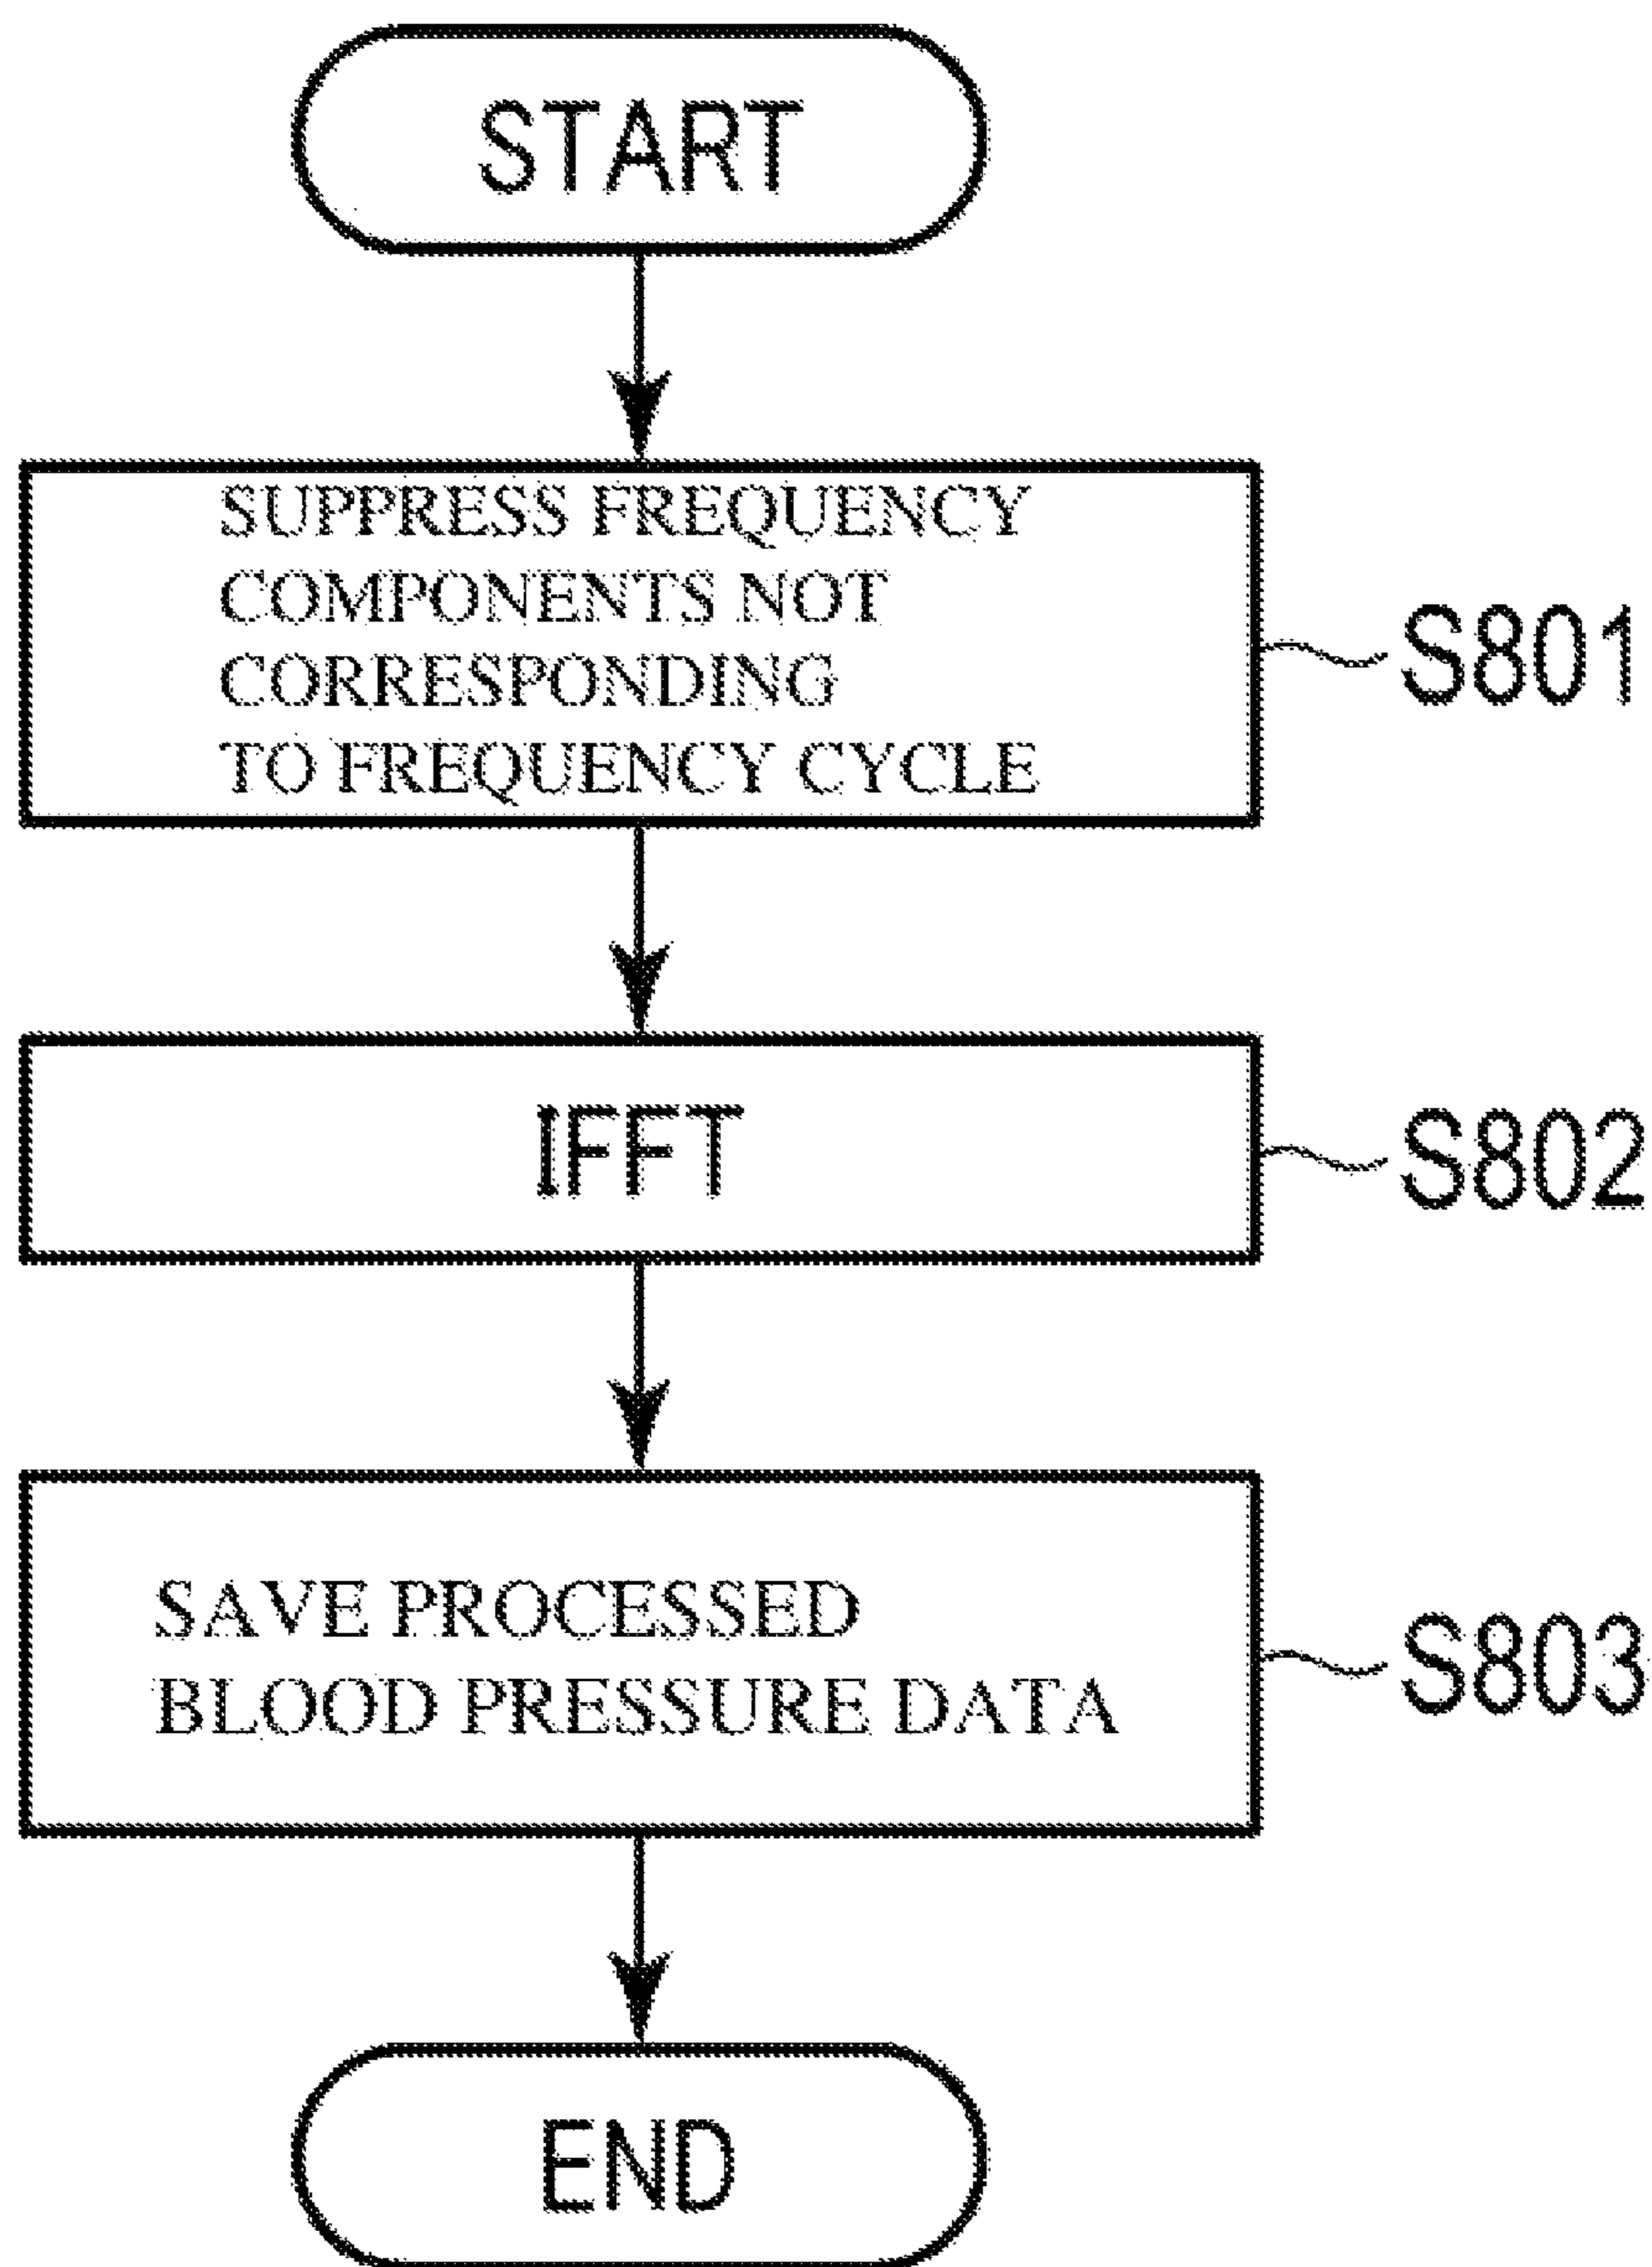 START
SUPPRESS FREQUENCY
COMPONENTS NOT
CORRESPONDING
TO FREQUENCY CYCLE
S801
IFFT
S802
SAVE PROCESSED
BLOOD PRESSURE DATA
S803
END